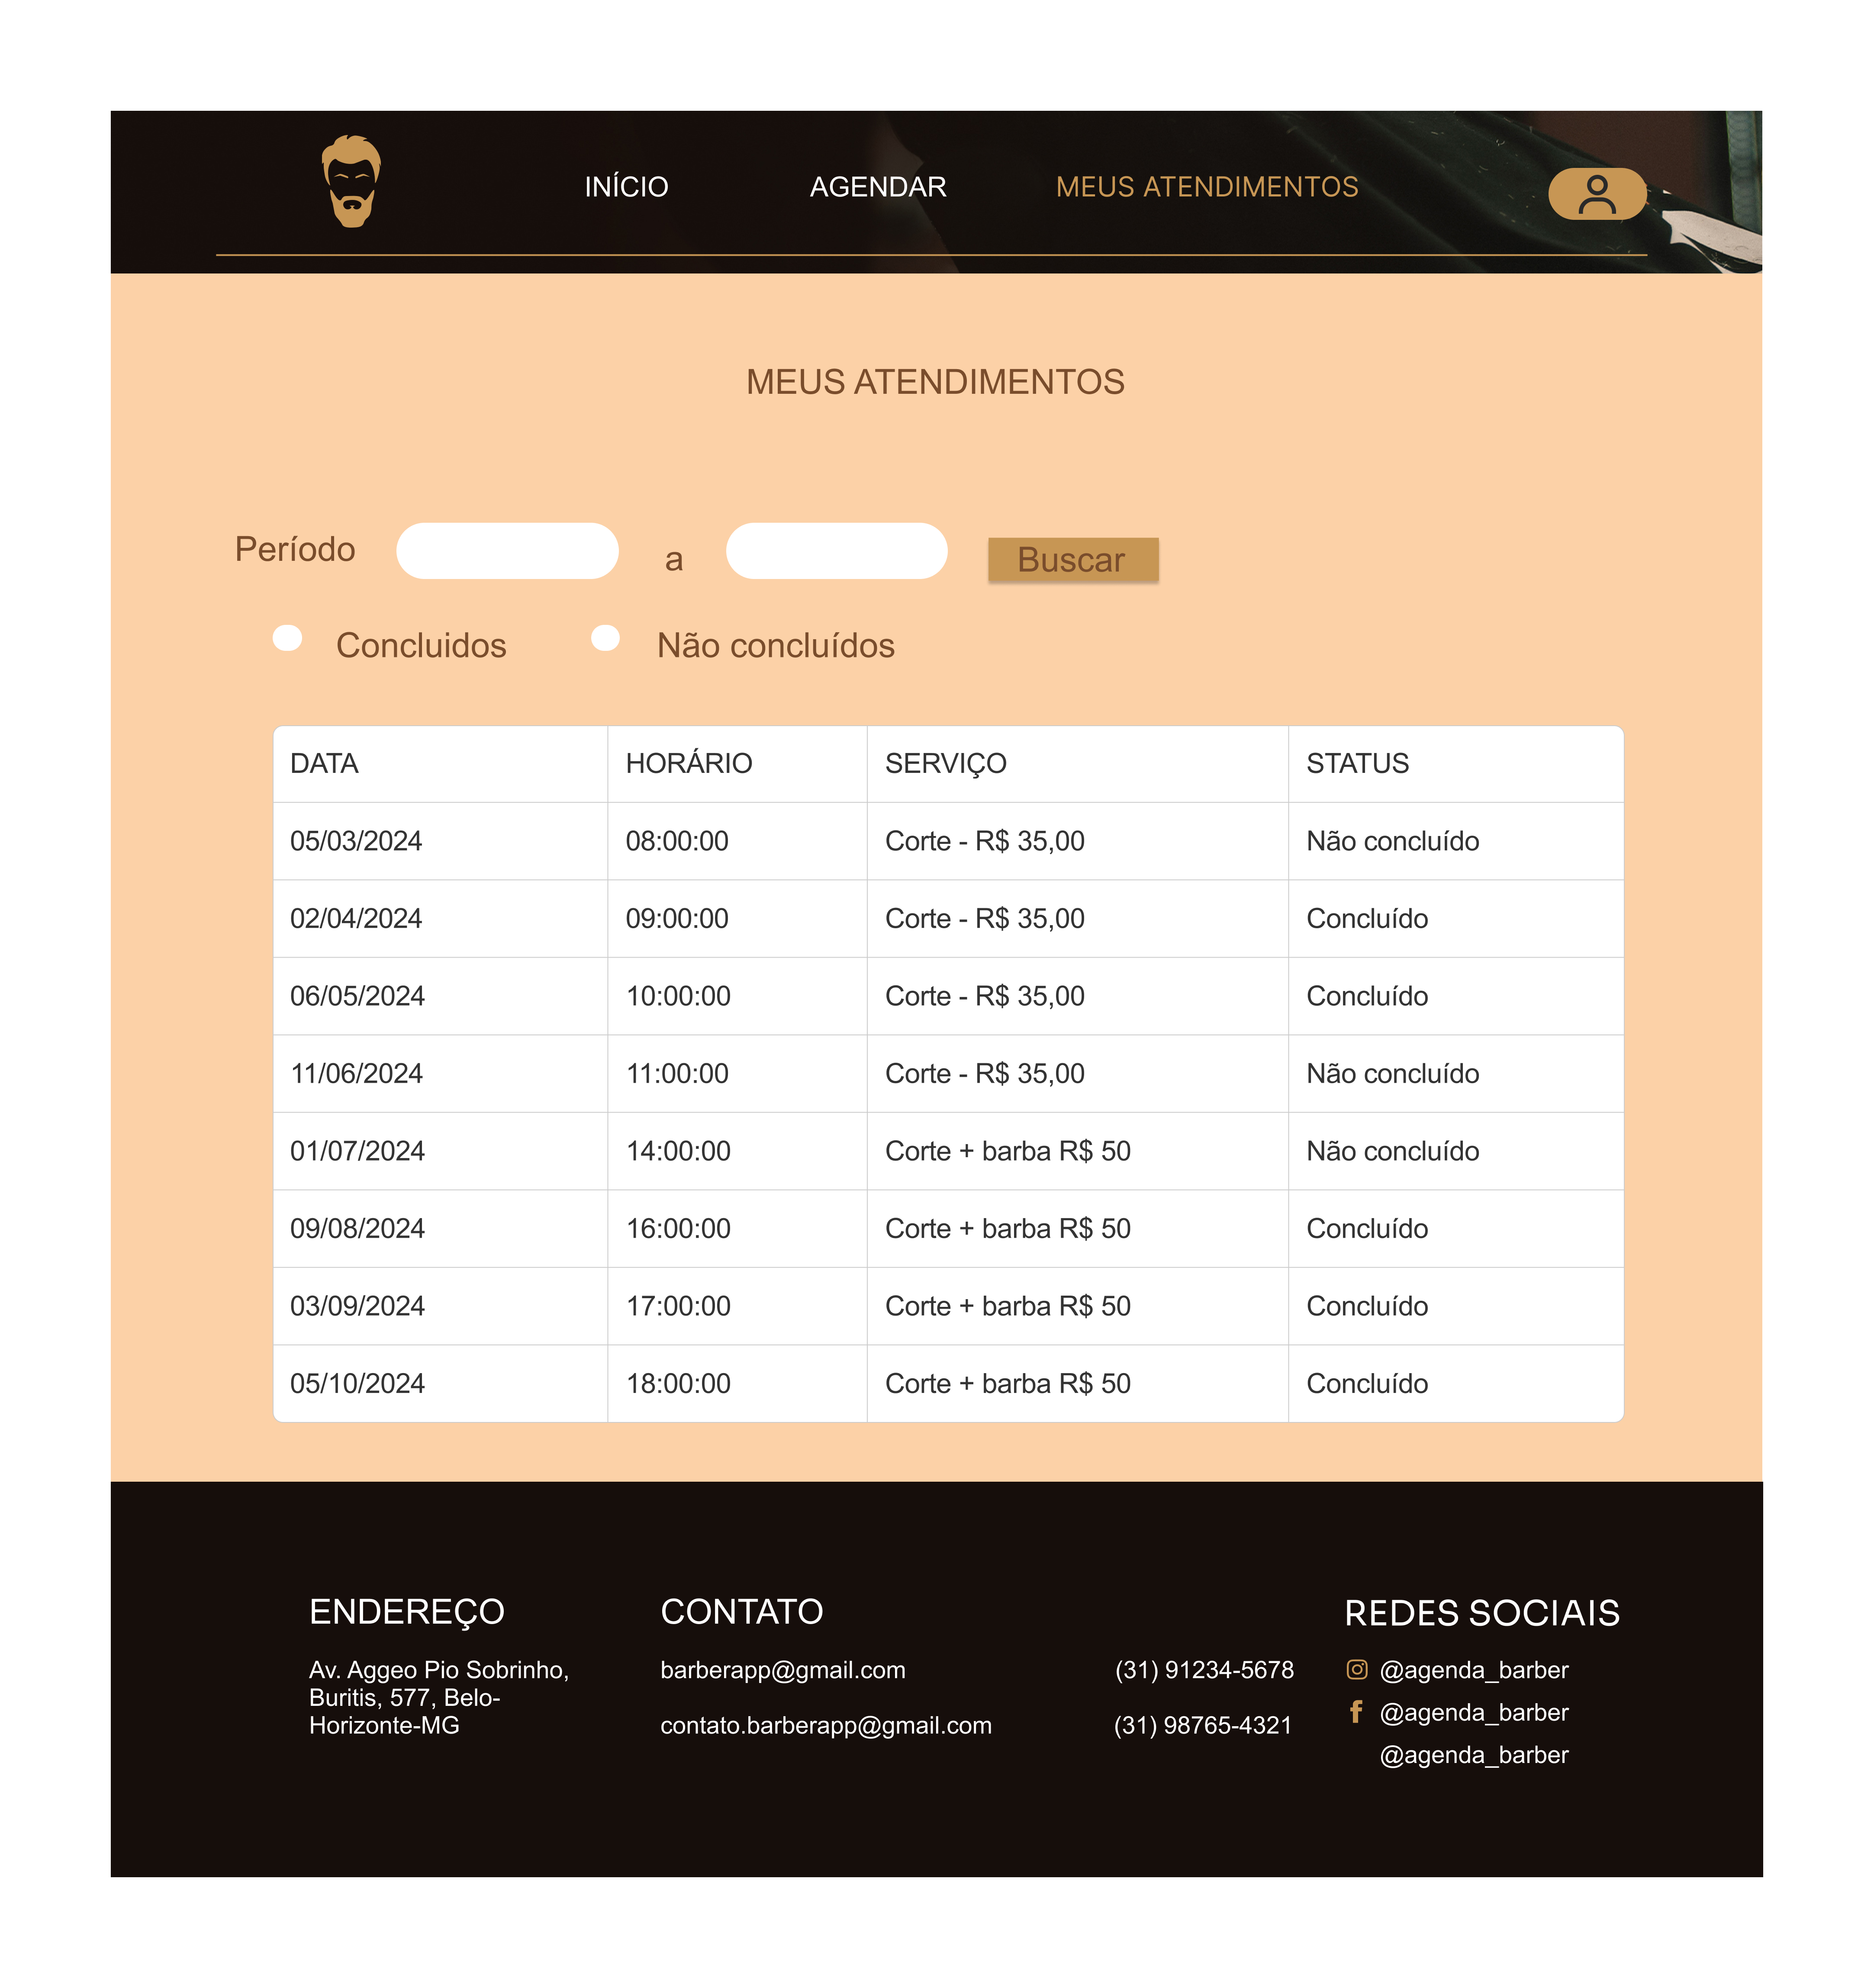 INÍCIO AGENDAR MEUS ATENDIMENTOS
MEUS ATENDIMENTOS
Período a Buscar
Concluidos Não concluídos
DATA HORÁRIO SERVIÇO STATUS
05/03/2024 08:00:00 Corte - R$ 35,00 Não concluído
02/04/2024 09:00:00 Corte - R$ 35,00 Concluído
06/05/2024 10:00:00 Corte - R$ 35,00 Concluído
11/06/2024 11:00:00 Corte - R$ 35,00 Não concluído
01/07/2024 14:00:00 Corte + barba R$ 50 Não concluído
09/08/2024 16:00:00 Corte + barba R$ 50 Concluído
03/09/2024 17:00:00 Corte + barba R$ 50 Concluído
05/10/2024 18:00:00 Corte + barba R$ 50 Concluído
ENDEREÇO
Av. Aggeo Pio Sobrinho,
Buritis, 577, Belo-
Horizonte-MG
CONTATO
barberapp@gmail.com (31) 91234-5678
contato.barberapp@gmail.com (31) 98765-4321
REDES SOCIAIS
@agenda_barber
@agenda_barber
@agenda_barber